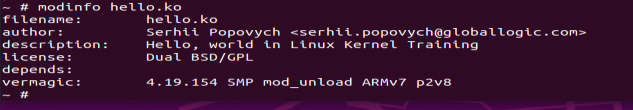 ~ # modinfo hello.ko
filename:       hello.ko
author:         Serhii Popovych <serhii.popovych@globallogic.com>
description:    Hello, world in Linux Kernel Training
license:        Dual BSD/GPL
depends:
vermagic:       4.19.154 SMP mod_unload ARMv7 p2v8
~ #